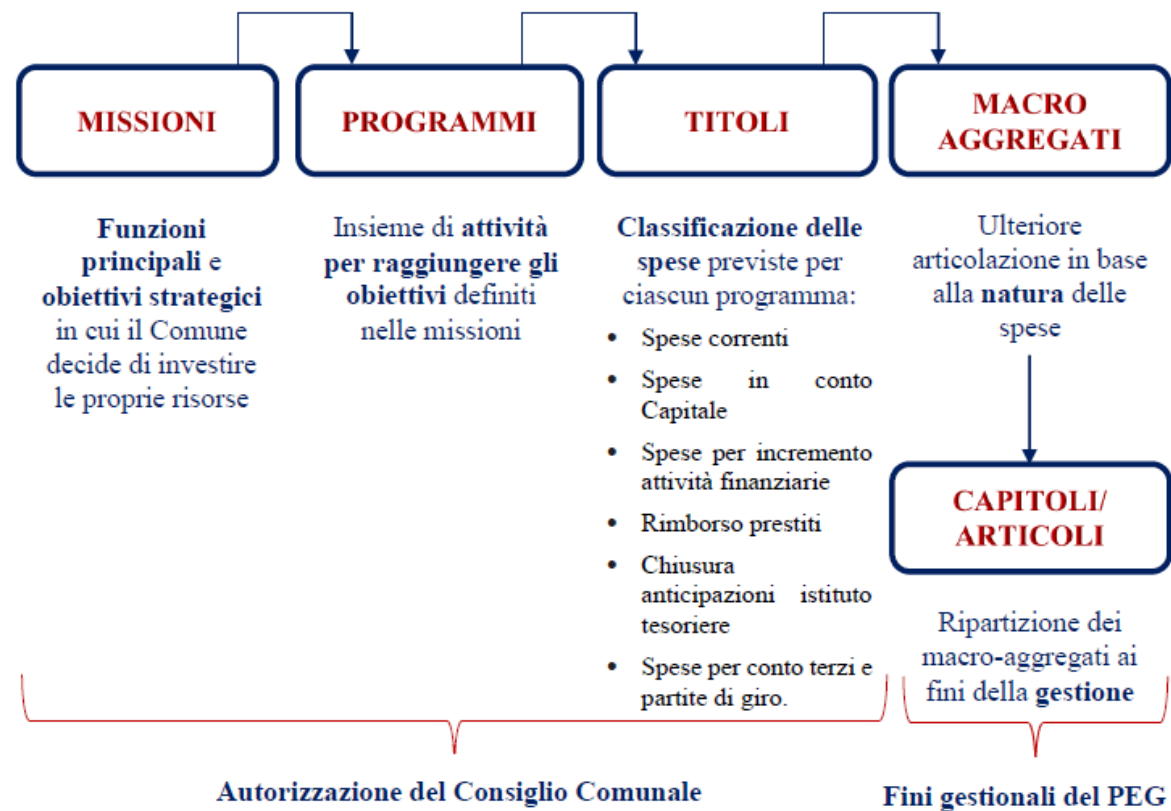 MISSIONI
PROGRAMMI
TITOLI
MACRO
AGGREGATI
Funzioni
principali e
obiettivi strategici
in cui il Comune
decide di investire
le proprie risorse
Insieme di attività
per raggiungere gli
obiettivi definiti
nelle missioni
Classificazione delle
spese previste per
ciascun programma:
• Spese correnti
• Spese in conto
Capitale
• Spese per incremento
attività finanziarie
• Rimborso prestiti
• Chiusura
anticipazioni istituto
tesoriere
• Spese per conto terzi e
partite di giro.
Ulteriore
articolazione in base
alla natura delle
spese
CAPITOLI/
ARTICOLI
Ripartizione dei
macro-aggregati ai
fini della gestione
Autorizzazione del Consiglio Comunale
Fini gestionali del PEG